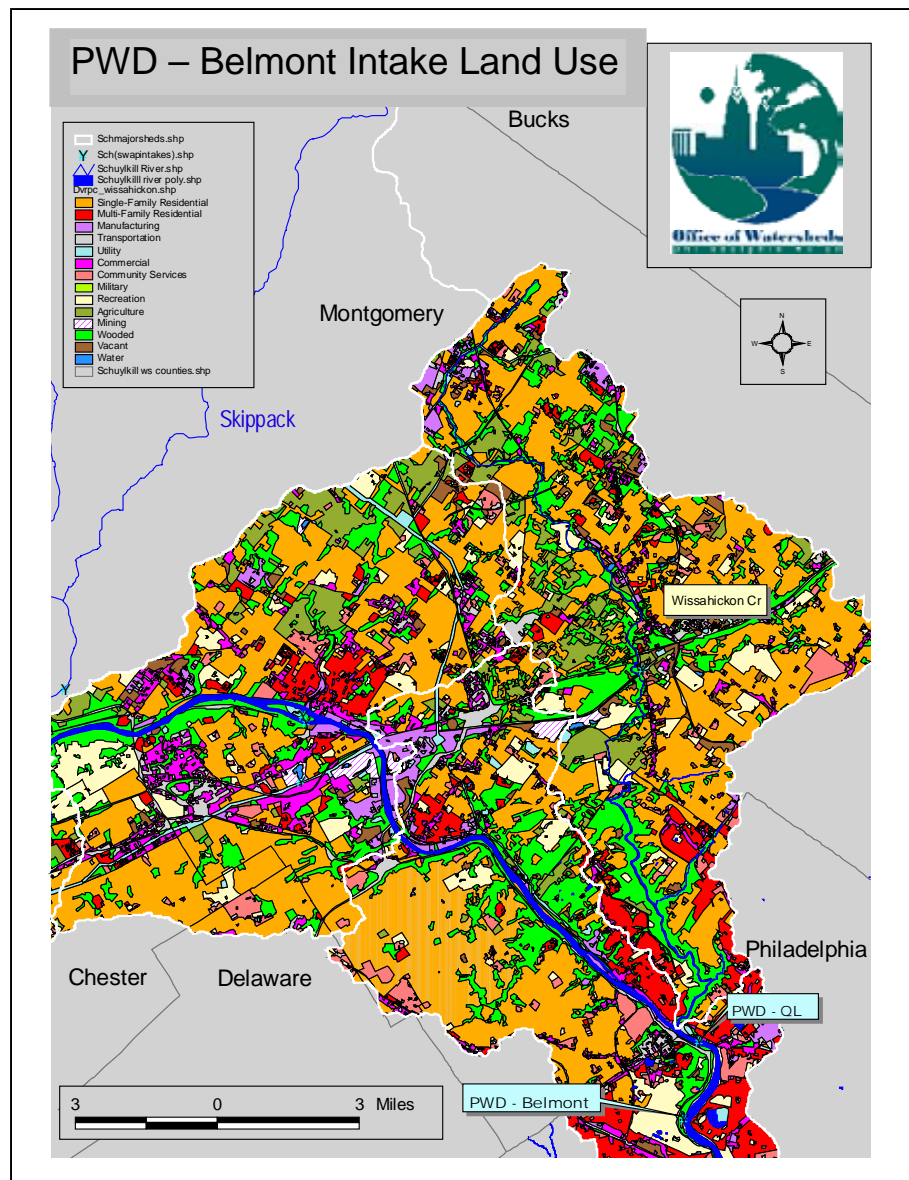 PWD – Belmont Intake Land Use
Bucks
Schmajorsheds.shp
Y Sch(swapintakes).shp
Schuylkill River.shp
Schuylkilll river poly.shp
Dvrpc_wissahickon.shp
Single-Family Residential
Multi-Family Residential
Manufacturing
Transportation
Utility
Commercial
Community Services
Military
Recreation
Agriculture
Mining
Wooded
Vacant
Water
Schuylkill ws counties.shp
Office of Watersheds
Montgomery
N
W E
S
Skippack
Wissahickon Cr
Y
Philadelphia
Chester Delaware
PWD - QL
PWD - Belmont
3 0 3 Miles